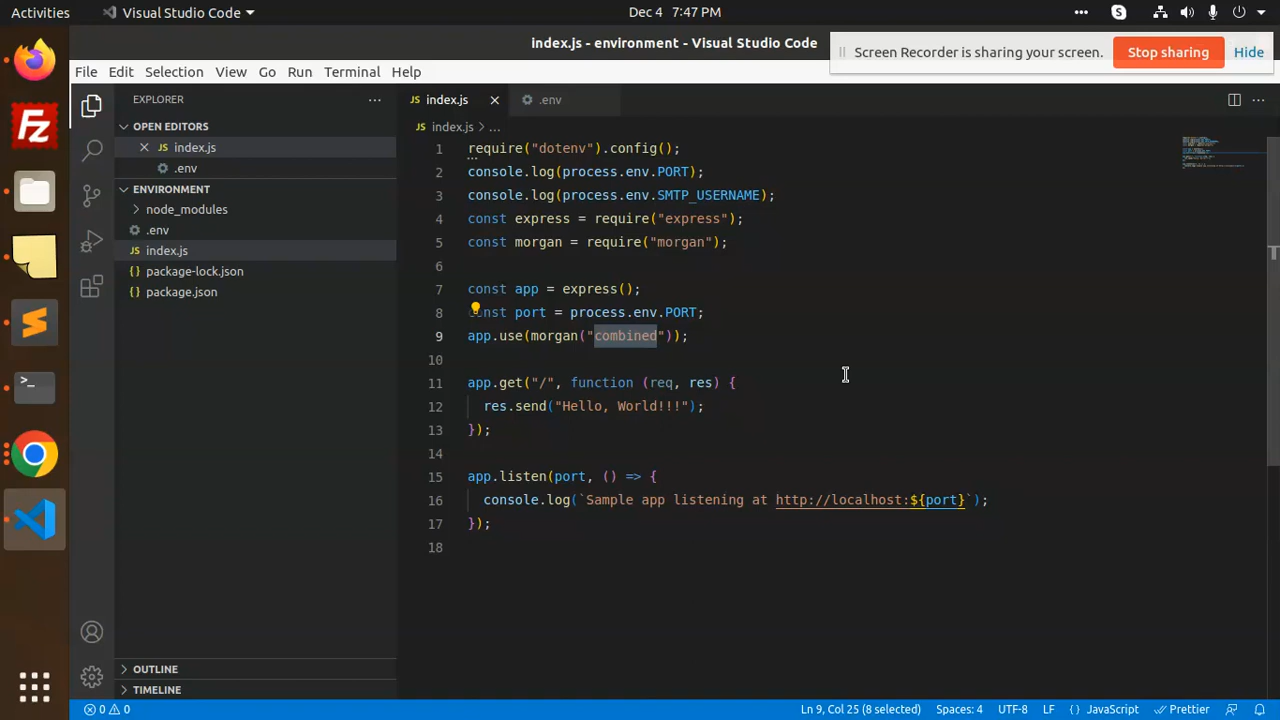 Activities
Visual Studio Code
Dec 4 7:47 PM
index.js - environment - Visual Studio Code
Screen Recorder is sharing your screen.
Stop sharing
Hide
File Edit Selection View Go Run Terminal Help
EXPLORER
OPEN EDITORS
JS index.js
.env
ENVIRONMENT
node_modules
.env
JS index.js
{} package-lock.json
{} package.json
OUTLINE
TIMELINE
JS index.js
.env
JS index.js > ...
1 require("dotenv").config();
2 console.log(process.env.PORT);
3 console.log(process.env.SMTP_USERNAME);
4 const express = require("express");
5 const morgan = require("morgan");
6
7 const app = express();
8 const port = process.env.PORT;
9 app.use(morgan("combined"));
10
11 app.get("/", function (req, res) {
12 res.send("Hello, World!!!");
13 });
14
15 app.listen(port, () => {
16 console.log(`Sample app listening at http://localhost:${port}`);
17 });
18
0 0
Ln 9, Col 25 (8 selected)
Spaces: 4
UTF-8
LF
{} JavaScript
Prettier